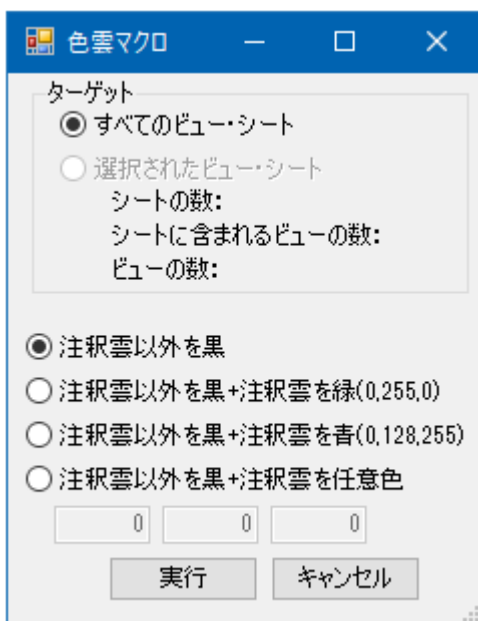 色雲マクロ
ターゲット
すべてのビュー・シート
選択されたビュー・シート
シートの数:
シートに含まれるビューの数:
ビューの数:
注釈雲以外を黒
注釈雲以外を黒+注釈雲を緑(0,255,0)
注釈雲以外を黒+注釈雲を青(0,128,255)
注釈雲以外を黒+注釈雲を任意色
0 0 0
実行 キャンセル